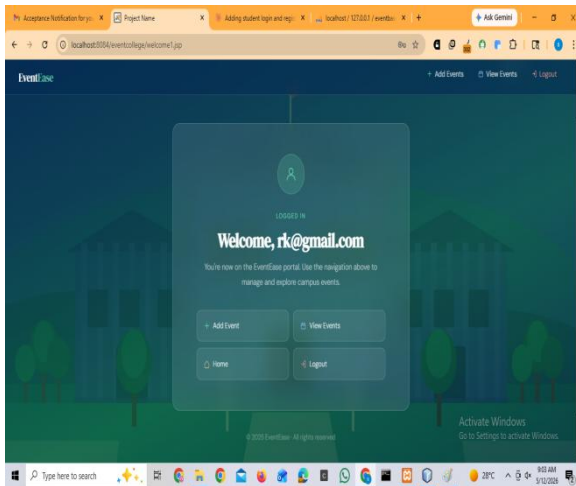 Acceptance Notification for yo
Project Name
Adding student login and regi
localhost / 127.0.0.1 / eventbo
Ask Gemini
localhost:8084/eventcollege/welcome1.jsp
EventEase
+ Add Events
View Events
Logout
LOGGED IN
Welcome, rk@gmail.com
You're now on the EventEase portal. Use the navigation above to
manage and explore campus events.
+ Add Event
View Events
Home
Logout
EventEase · All rights reserved
Activate Windows
Go to Settings to activate Windows.
Type here to search
28°C
9:03 AM
5/12/2026